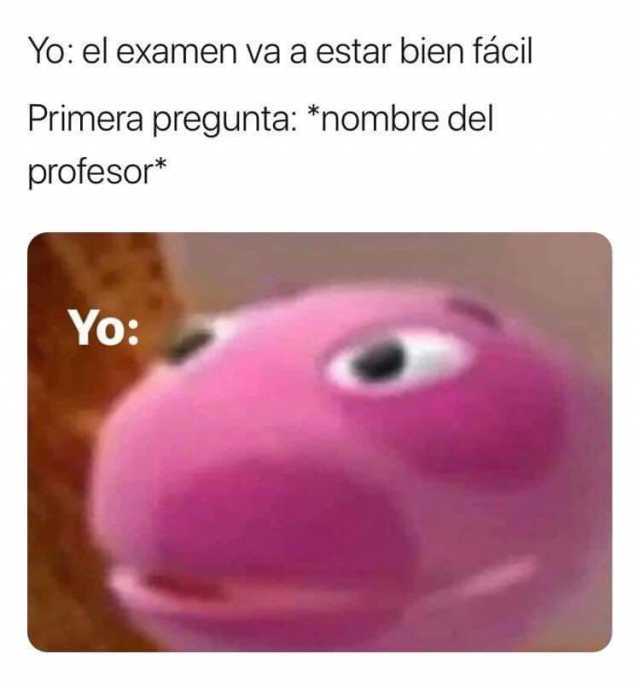 Yo: el examen va a estar bien fácil
Primera pregunta: *nombre del
profesor*
Yo: